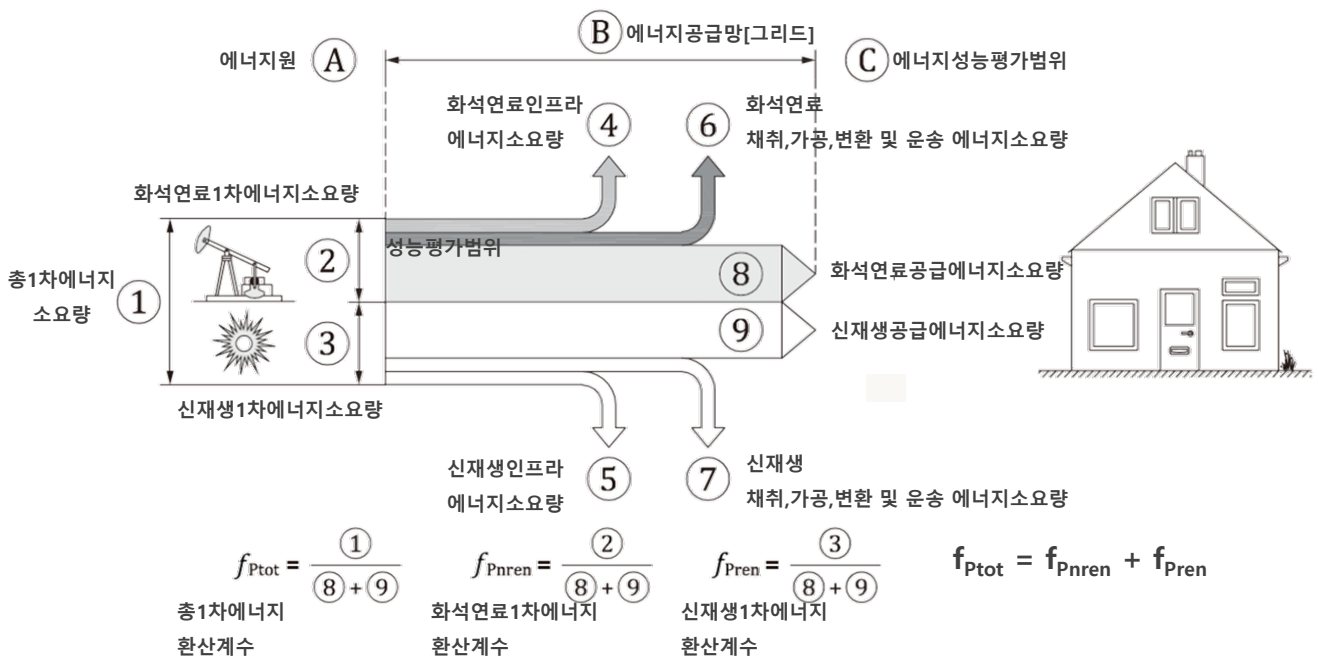 B 에너지공급망[그리드]
에너지원 A
C 에너지성능평가범위
화석연료인프라
에너지소요량
4
6
화석연료
채취,가공,변환 및 운송 에너지소요량
화석연료1차에너지소요량
성능평가범위
2
8
화석연료공급에너지소요량
총1차에너지
소요량
1
3
9
신재생공급에너지소요량
신재생1차에너지소요량
신재생인프라
에너지소요량
5
7
신재생
채취,가공,변환 및 운송 에너지소요량
fPtot = 1 / 8 + 9
총1차에너지
환산계수
fPnren = 2 / 8 + 9
화석연료1차에너지
환산계수
fPren = 3 / 8 + 9
신재생1차에너지
환산계수
fPtot = fPnren + fPren